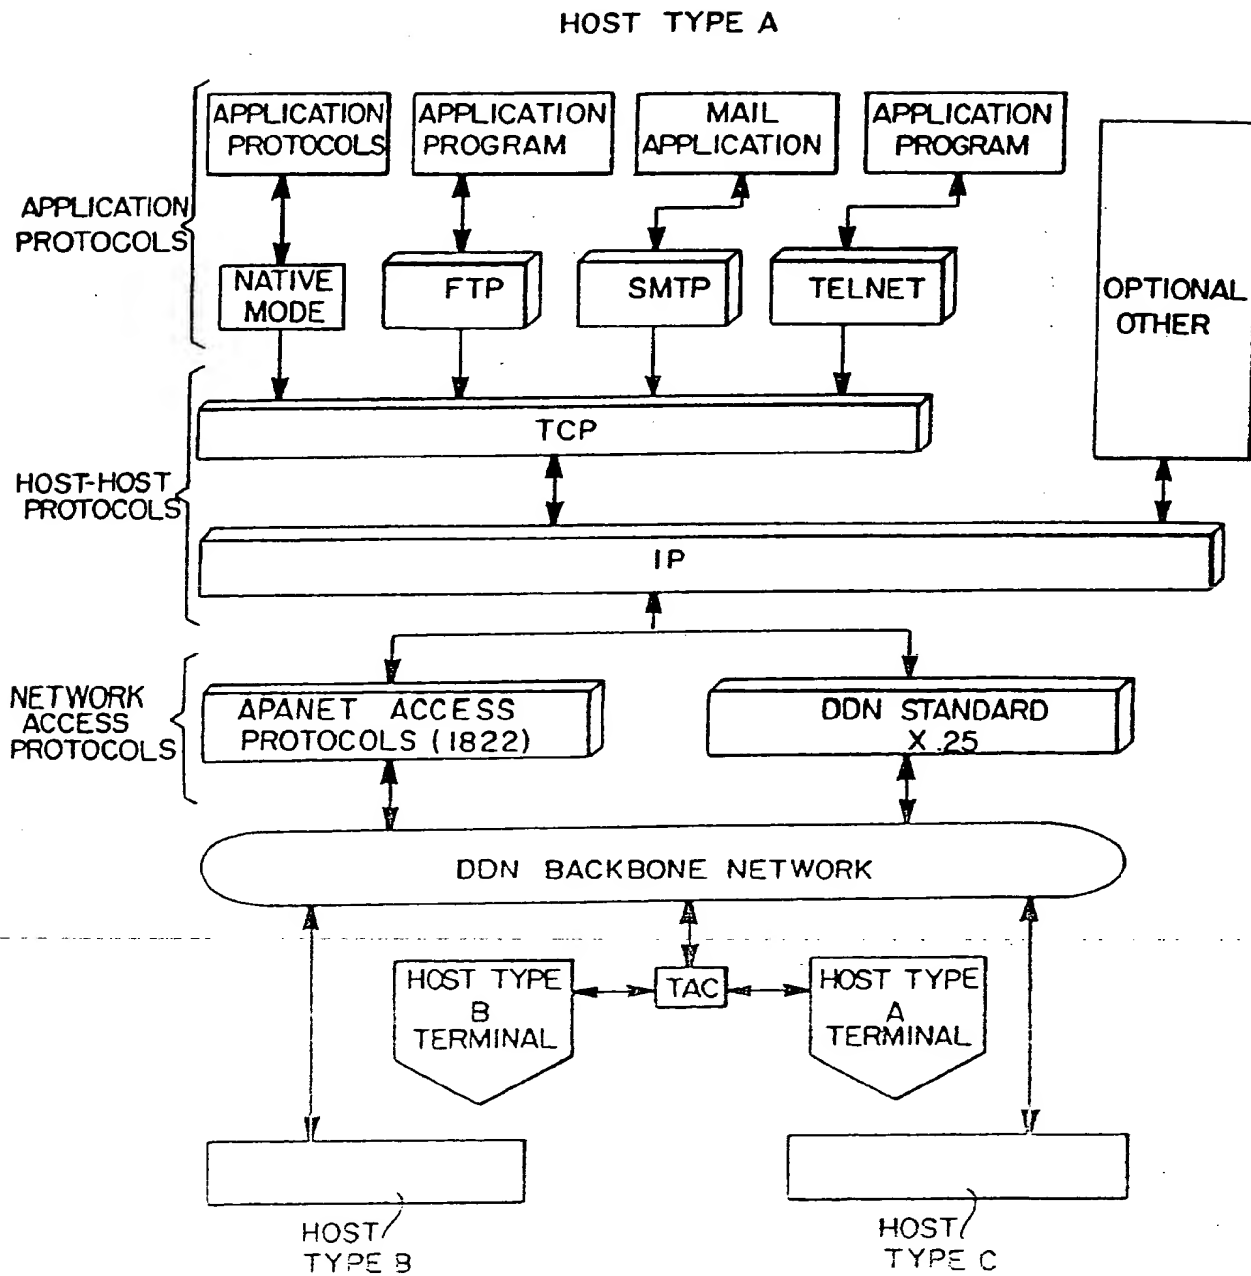 HOST TYPE A
APPLICATION
PROTOCOLS
APPLICATION
PROGRAM
MAIL
APPLICATION
APPLICATION
PROGRAM
APPLICATION
PROTOCOLS
NATIVE
MODE
FTP
SMTP
TELNET
OPTIONAL
OTHER
TCP
HOST-HOST
PROTOCOLS
IP
NETWORK
ACCESS
PROTOCOLS
APANET ACCESS
PROTOCOLS (1822)
DDN STANDARD
X.25
DDN BACKBONE NETWORK
HOST TYPE
B
TERMINAL
TAC
HOST TYPE
A
TERMINAL
HOST
TYPE B
HOST
TYPE C